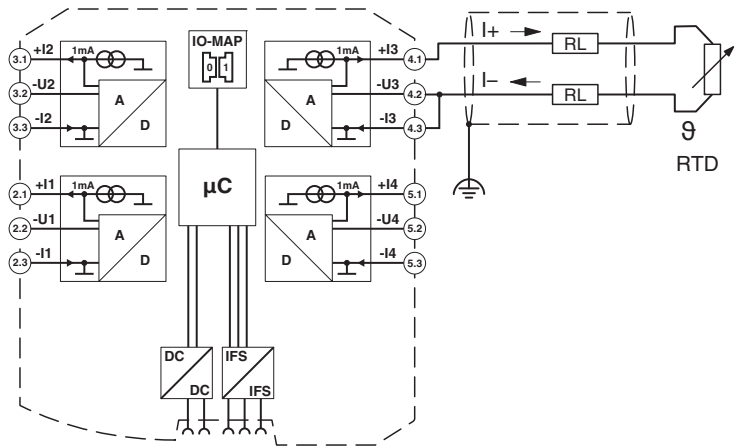 IO-MAP
0 1
3.1 +I2 1mA
3.2 -U2
3.3 -I2
A
D
1mA +I3 4.1
-U3 4.2
-I3 4.3
A
D
I+ RL
I- RL
ϑ
RTD
µC
2.1 +I1 1mA
2.2 -U1
2.3 -I1
A
D
1mA +I4 5.1
-U4 5.2
-I4 5.3
A
D
DC
DC
IFS
IFS